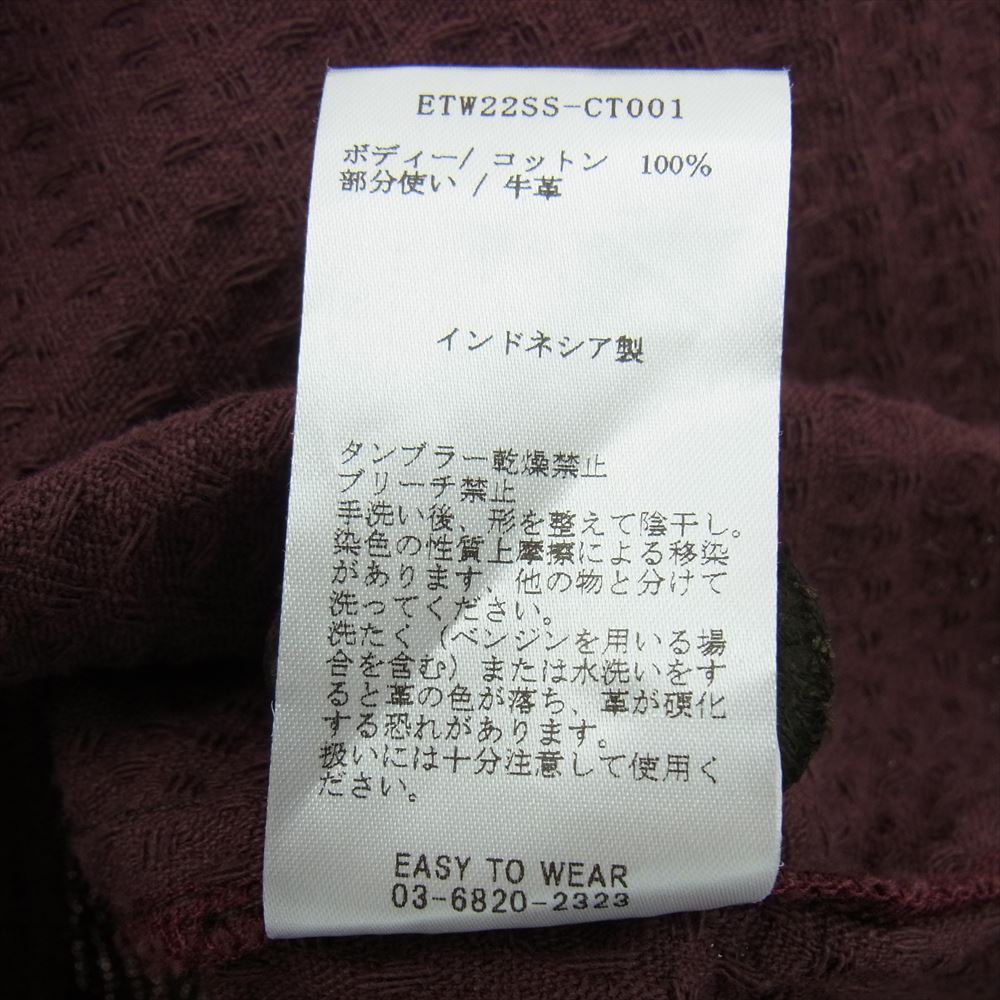 ETW22SS-CT001
ボディー/ コットン 100%
部分使い / 牛革
インドネシア製
タンブラー乾燥禁止
ブリーチ禁止
手洗い後、形を整えて陰干し。
染色の性質上摩擦による移染
があります、他の物と分けて
洗ってください。
洗たく（ベンジンを用いる場
合を含む）または水洗いをす
ると革の色が落ち、革が硬化
する恐れがあります。
扱いには十分注意して使用く
ださい。
EASY TO WEAR
03-6820-2323